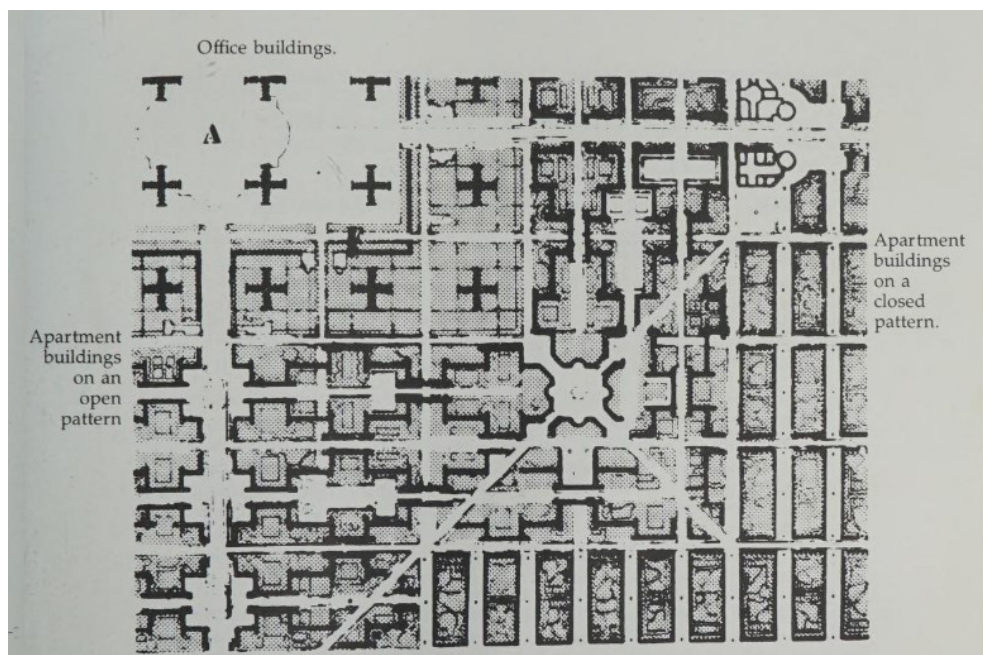 Office buildings.
A
Apartment
buildings
on a
closed
pattern.
Apartment
buildings
on an
open
pattern